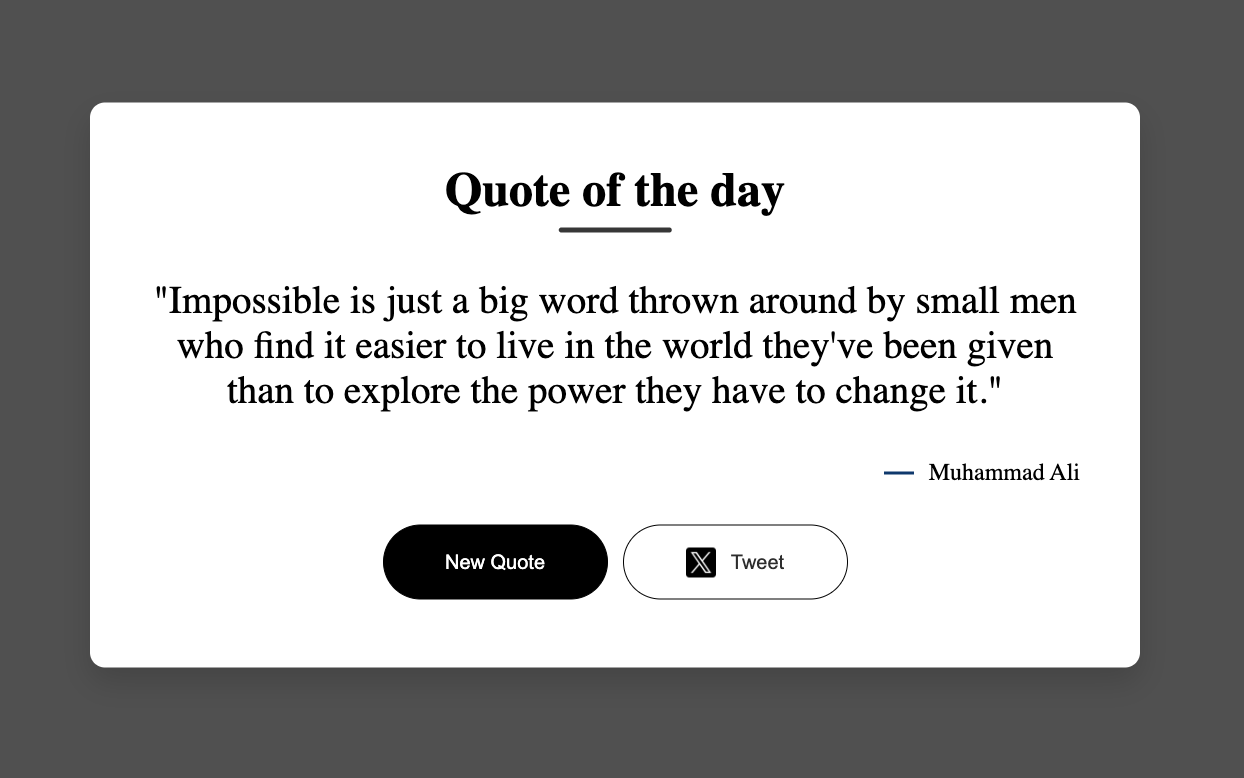 Quote of the day
"Impossible is just a big word thrown around by small men
who find it easier to live in the world they've been given
than to explore the power they have to change it."
Muhammad Ali
New Quote
X Tweet